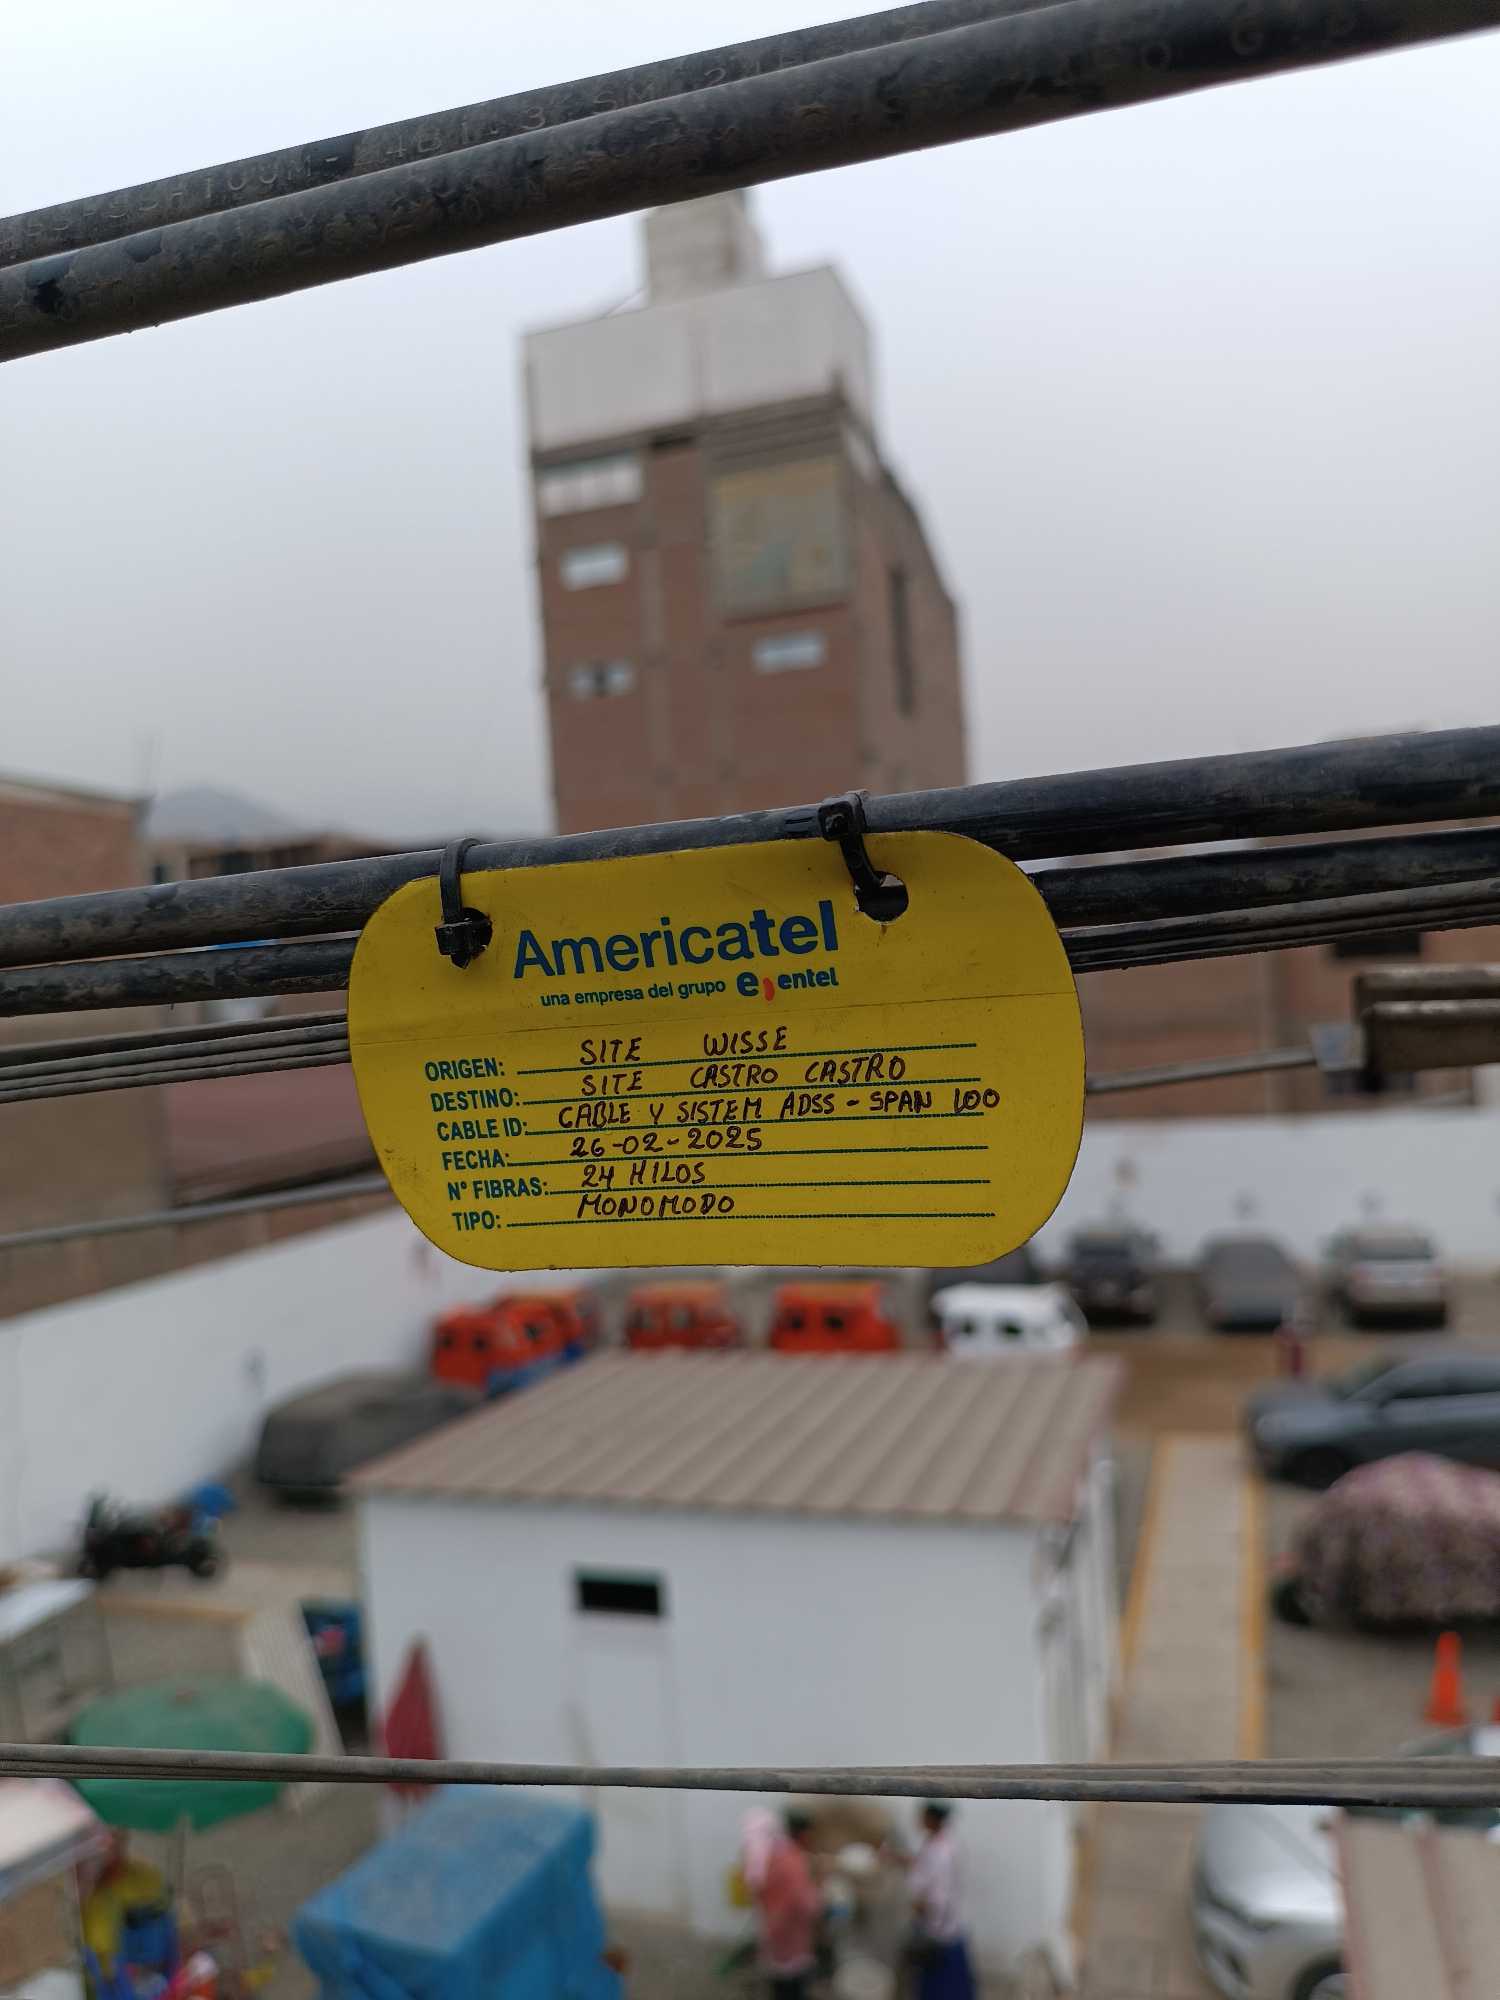 Americatel
una empresa del grupo e) entel
ORIGEN: SITE WISSE
DESTINO: SITE CASTRO CASTRO
CABLE ID: CABLE Y SISTEM ADSS - SPAN 100
FECHA: 26-02-2025
N° FIBRAS: 24 HILOS
TIPO: MONOMODO